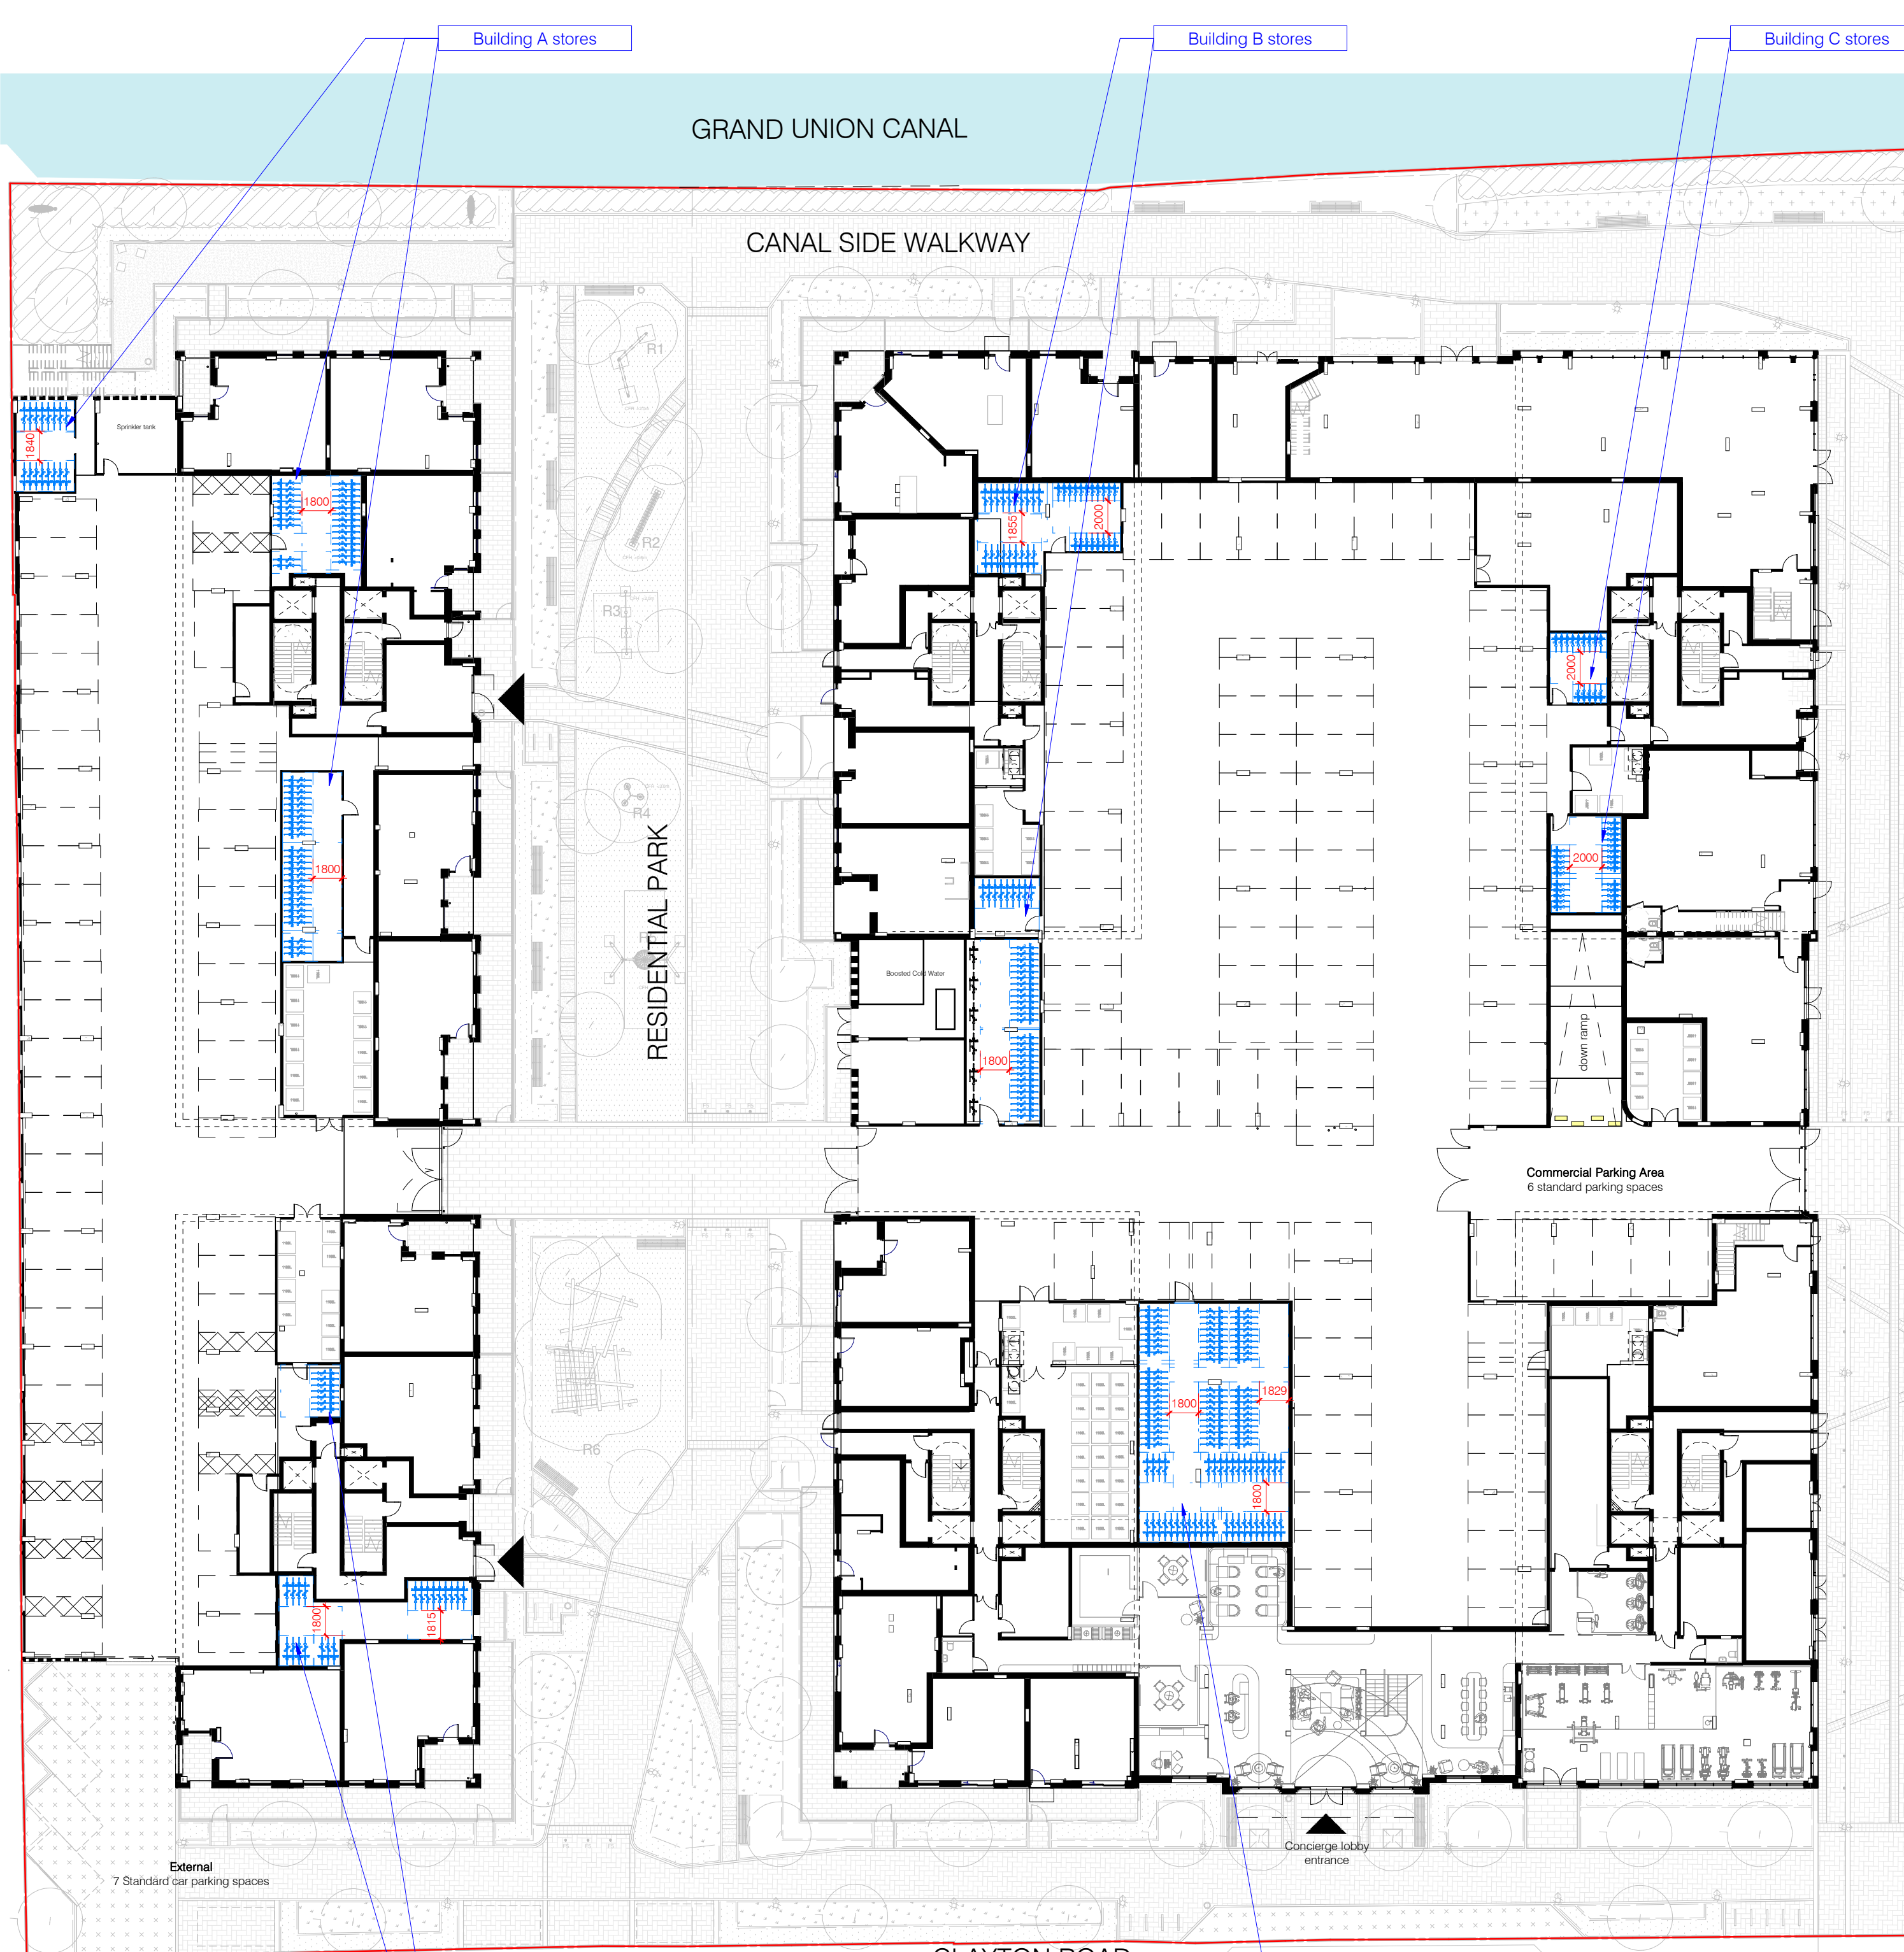 Building A stores
Building B stores
Building C stores
GRAND UNION CANAL
CANAL SIDE WALKWAY
R1
Sprinkler tank
1840
1800
1855
2000
R2
R3
2000
R4
1800
2000
RESIDENTIAL PARK
Boosted Cold Water
down ramp
1800
Commercial Parking Area
6 standard parking spaces
1829
1800
R6
1800
1800
1815
Concierge lobby
entrance
External
7 Standard car parking spaces
CLAYTON ROAD